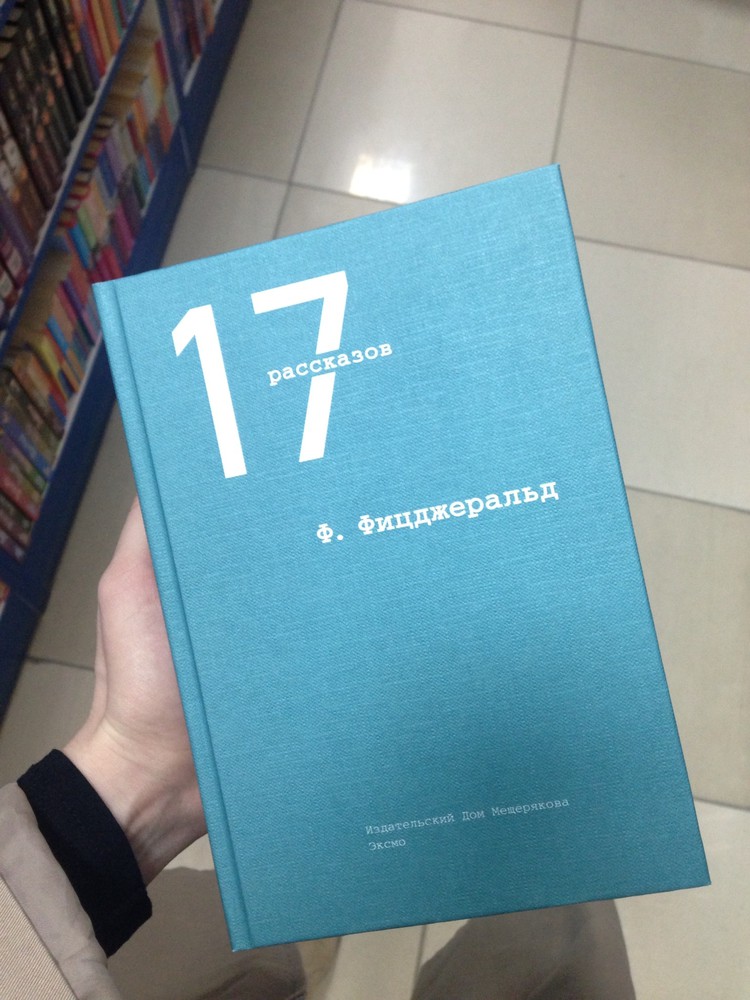 17
рассказов
Ф. Фицджеральд
Издательский Дом Мещерякова
Эксмо